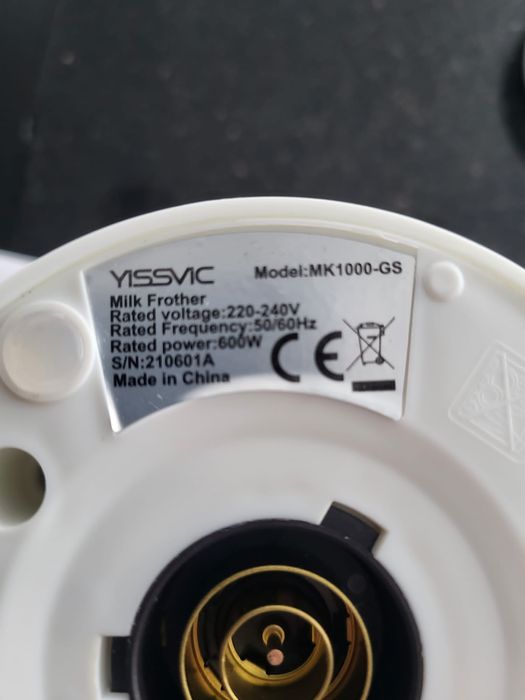 YISSVIC
Model:MK1000-GS
Milk Frother
Rated voltage:220-240V
Rated Frequency:50/60Hz
Rated power:600W
S/N:210601A
Made in China
CE